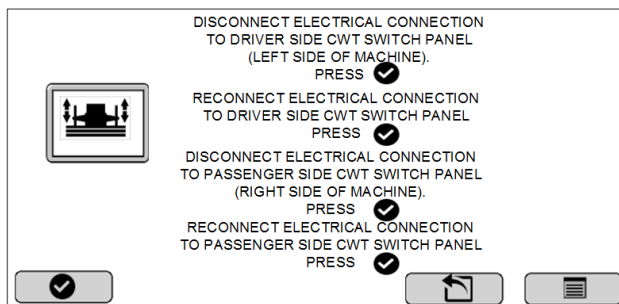 DISCONNECT ELECTRICAL CONNECTION
TO DRIVER SIDE CWT SWITCH PANEL
(LEFT SIDE OF MACHINE).
PRESS
RECONNECT ELECTRICAL CONNECTION
TO DRIVER SIDE CWT SWITCH PANEL
PRESS
DISCONNECT ELECTRICAL CONNECTION
TO PASSENGER SIDE CWT SWITCH PANEL
(RIGHT SIDE OF MACHINE).
PRESS
RECONNECT ELECTRICAL CONNECTION
TO PASSENGER SIDE CWT SWITCH PANEL
PRESS